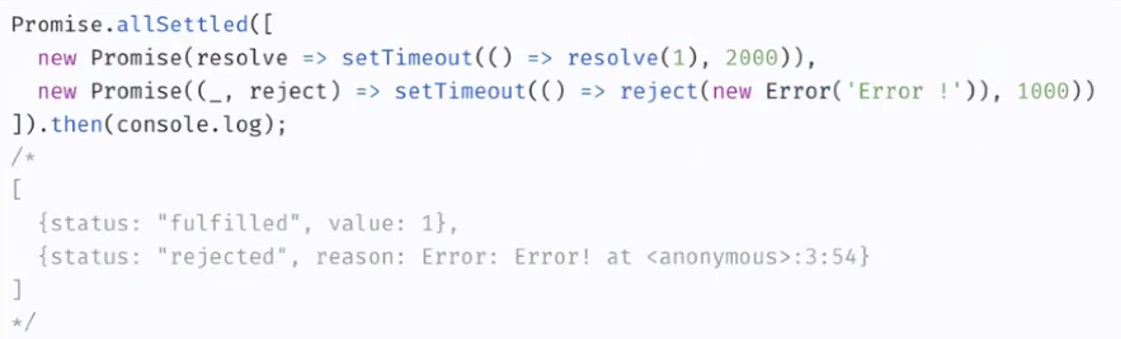 Promise.allSettled([
  new Promise(resolve => setTimeout(() => resolve(1), 2000)),
  new Promise((_, reject) => setTimeout(() => reject(new Error('Error !')), 1000))
]).then(console.log);
/*
[
  {status: "fulfilled", value: 1},
  {status: "rejected", reason: Error: Error! at <anonymous>:3:54}
]
*/